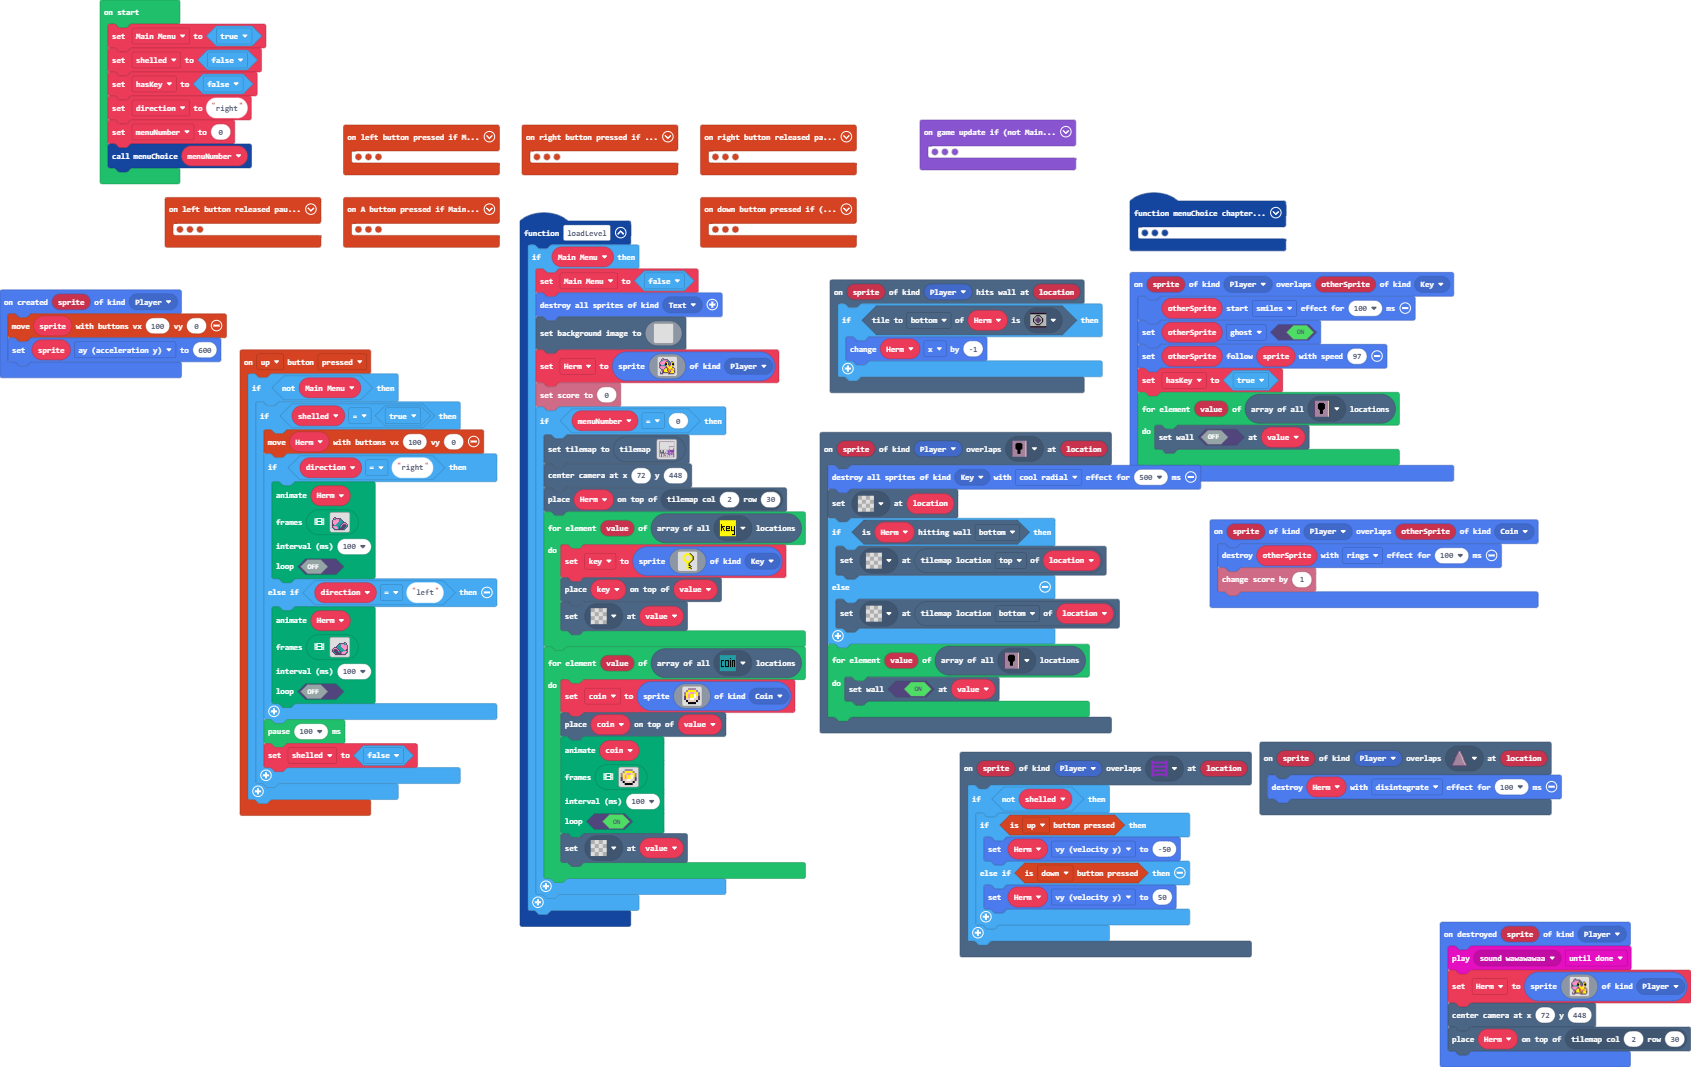 on start
set Main Menu to true
set shelled to false
set hasKey to false
set direction to "right"
set menuNumber to 0
call menuChoice menuNumber
on left button pressed if M...
on right button pressed if ...
on right button released pa...
on game update if (not Main...
on left button released pau...
on A button pressed if Main...
on down button pressed if (...
function menuChoice chapter...
on created sprite of kind Player
move sprite with buttons vx 100 vy 0
set sprite ay (acceleration y) to 600
on up button pressed
if not Main Menu then
if shelled = true then
move Herm with buttons vx 100 vy 0
if direction = "right" then
animate Herm
frames
interval (ms) 100
loop OFF
else if direction = "left" then
animate Herm
frames
interval (ms) 100
loop OFF
pause 100 ms
set shelled to false
function loadLevel
if Main Menu then
set Main Menu to false
destroy all sprites of kind Text
set background image to
set Herm to sprite of kind Player
set score to 0
if menuNumber = 0 then
set tilemap to tilemap
center camera at x 72 y 448
place Herm on top of tilemap col 2 row 30
for element value of array of all key locations
do
set key to sprite of kind Key
place key on top of value
set at value
for element value of array of all coin locations
do
set coin to sprite of kind Coin
place coin on top of value
animate coin
frames
interval (ms) 100
loop ON
set at value
on sprite of kind Player hits wall at location
if tile to bottom of Herm is then
change Herm x by -1
on sprite of kind Player overlaps at location
destroy all sprites of kind Key with cool radial effect for 500 ms
set at location
if is Herm hitting wall bottom then
set at tilemap location top of location
else
set at tilemap location bottom of location
for element value of array of all locations
do
set wall ON at value
on sprite of kind Player overlaps otherSprite of kind Key
otherSprite start smiles effect for 100 ms
set otherSprite ghost ON
set otherSprite follow sprite with speed 97
set hasKey to true
for element value of array of all locations
do
set wall OFF at value
on sprite of kind Player overlaps otherSprite of kind Coin
destroy otherSprite with rings effect for 100 ms
change score by 1
on sprite of kind Player overlaps at location
if not shelled then
if is up button pressed then
set Herm vy (velocity y) to -50
else if is down button pressed then
set Herm vy (velocity y) to 50
on sprite of kind Player overlaps at location
destroy Herm with disintegrate effect for 100 ms
on destroyed sprite of kind Player
play sound wawawawaa until done
set Herm to sprite of kind Player
center camera at x 72 y 448
place Herm on top of tilemap col 2 row 30